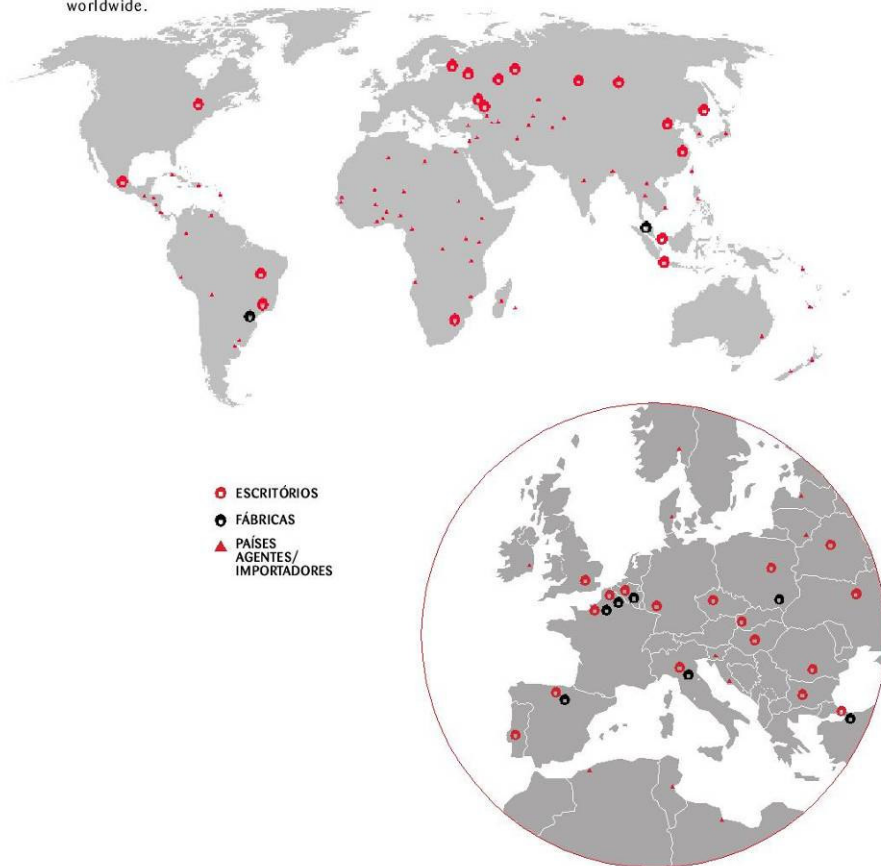 worldwide.
ESCRITÓRIOS
FÁBRICAS
PAÍSES
AGENTES/
IMPORTADORES